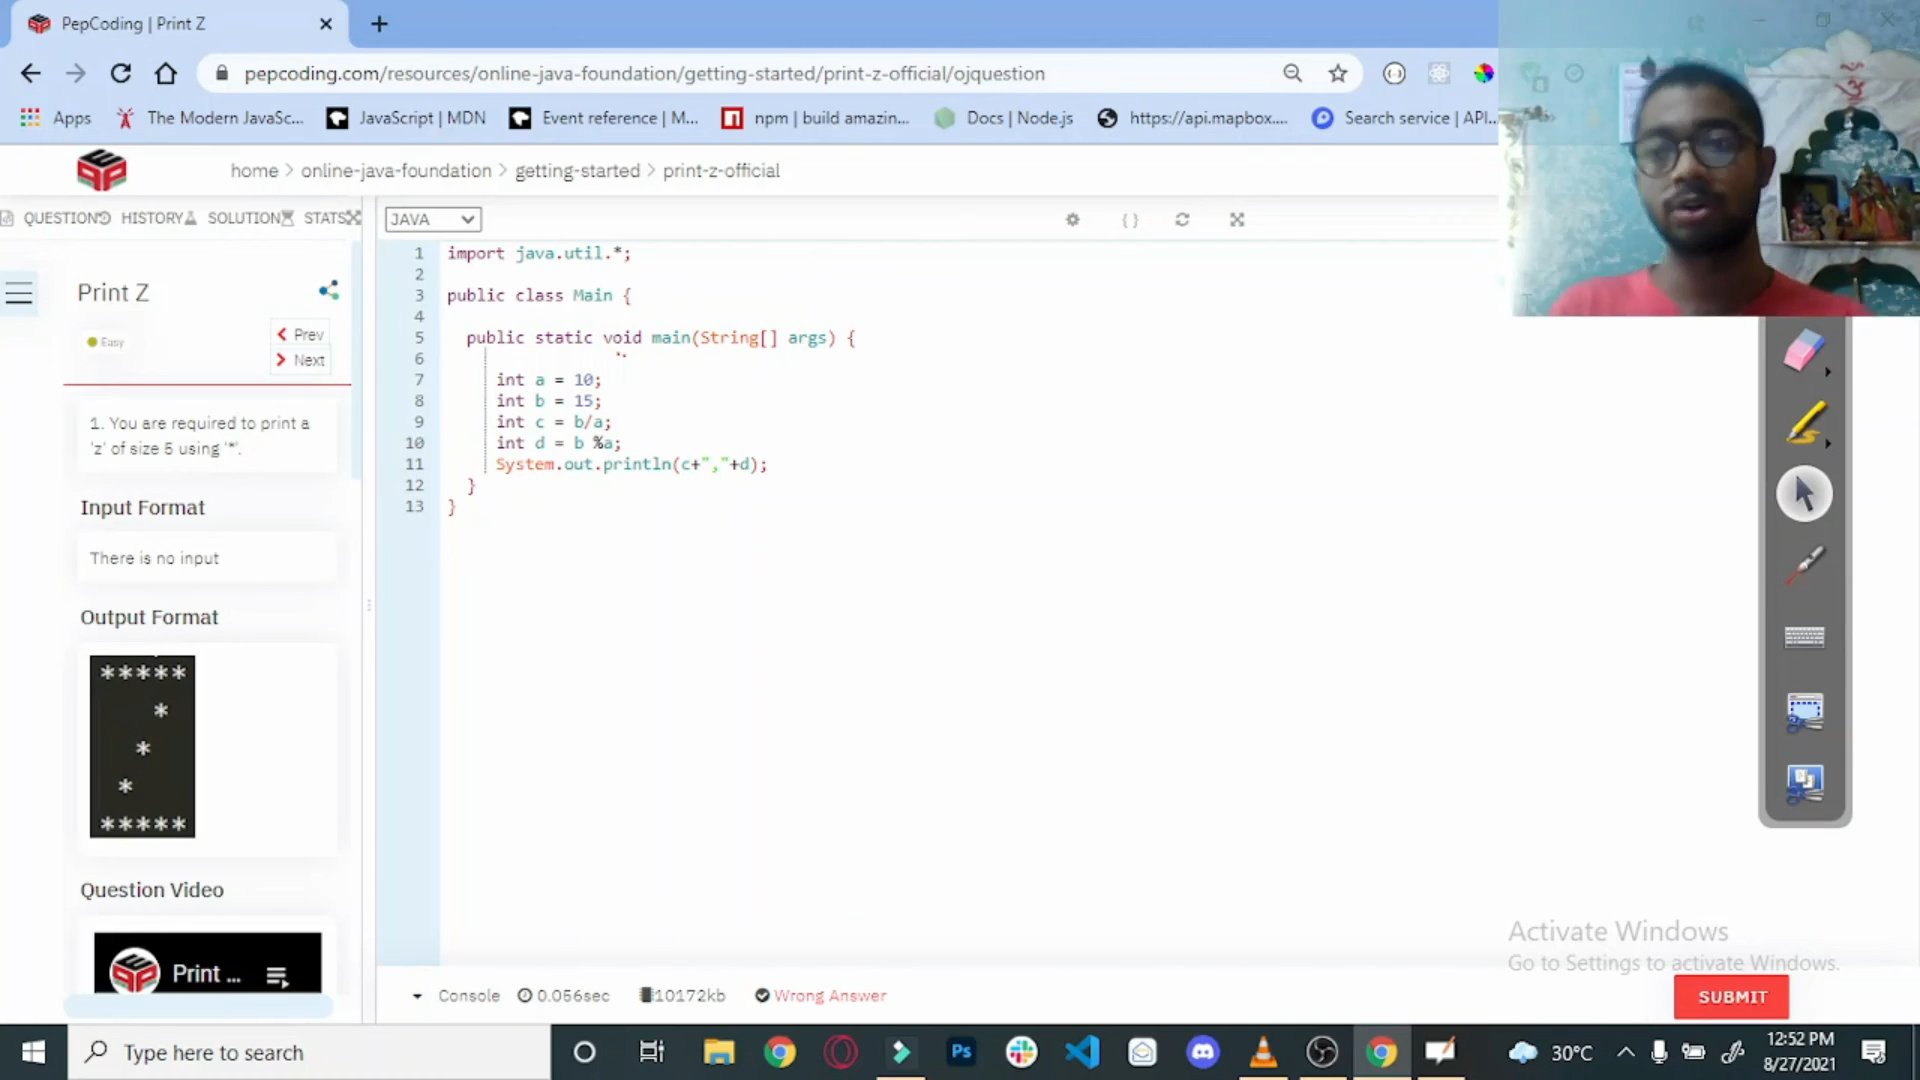 PepCoding | Print Z
pepcoding.com/resources/online-java-foundation/getting-started/print-z-official/ojquestion
Apps
The Modern JavaSc...
JavaScript | MDN
Event reference | M...
npm | build amazin...
Docs | Node.js
https://api.mapbox....
Search service | API...
home > online-java-foundation > getting-started > print-z-official
QUESTION
HISTORY
SOLUTION
STATS
JAVA
Print Z
Easy
Prev
Next
1. You are required to print a
'z' of size 5 using '*'.
Input Format
There is no input
Output Format
*****
*
*
*
*****
Question Video
Print ...
1 import java.util.*;
2
3 public class Main {
4
5 public static void main(String[] args) {
6
7 int a = 10;
8 int b = 15;
9 int c = b/a;
10 int d = b %a;
11 System.out.println(c+","+d);
12 }
13 }
Activate Windows
Go to Settings to activate Windows.
Console
0.056sec
10172kb
Wrong Answer
SUBMIT
Type here to search
Ps
30°C
12:52 PM
8/27/2021